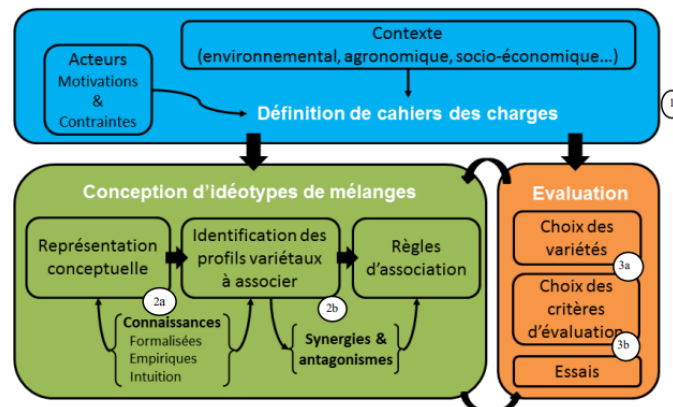 Contexte
(environnemental, agronomique, socio-économique…)
Acteurs
Motivations
&
Contraintes
Définition de cahiers des charges
1
Conception d'idéotypes de mélanges
Représentation
conceptuelle
2a
Identification des
profils variétaux
à associer
2b
Règles
d'association
Connaissances
Formalisées
Empiriques
Intuition
Synergies &
antagonismes
Evaluation
Choix des
variétés
3a
Choix des
critères
d'évaluation
3b
Essais